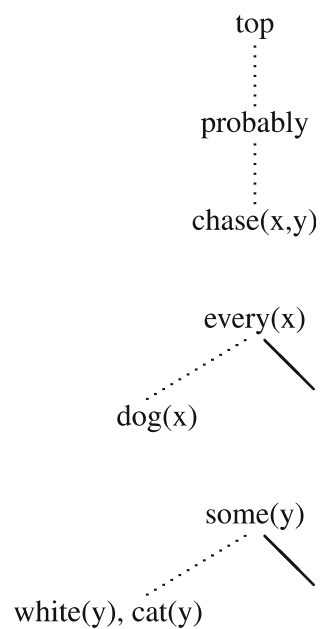 top
probably
chase(x,y)
every(x)
dog(x)
some(y)
white(y), cat(y)